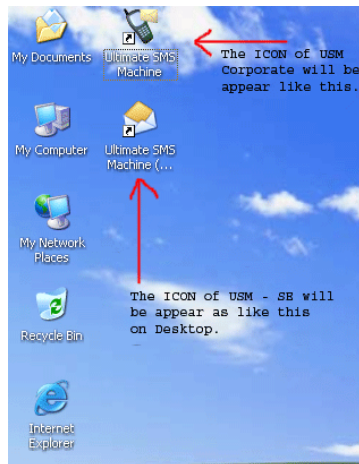 My Documents
Ultimate SMS
Machine
The ICON of USM
Corporate will be
appear like this.
My Computer
Ultimate SMS
Machine (...
My Network
Places
The ICON of USM - SE will
be appear as like this
on Desktop.
Recycle Bin
Internet
Explorer